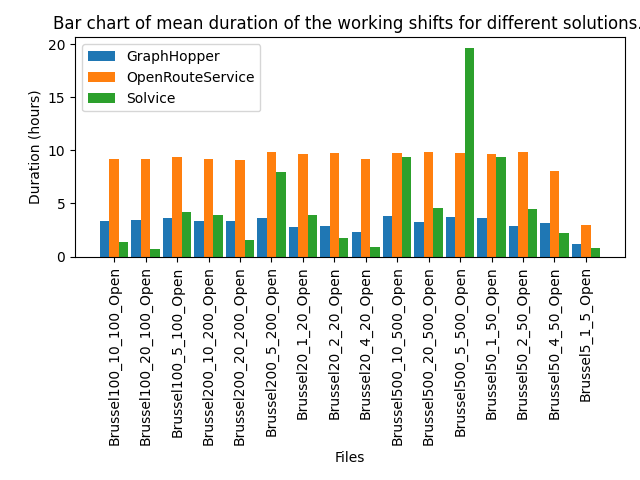 Bar chart of mean duration of the working shifts for different solutions.
GraphHopper
OpenRouteService
Solvice
Duration (hours)
20
15
10
5
0
Brussel100_10_100_Open
Brussel100_20_100_Open
Brussel100_5_100_Open
Brussel200_10_200_Open
Brussel200_20_200_Open
Brussel200_5_200_Open
Brussel20_1_20_Open
Brussel20_2_20_Open
Brussel20_4_20_Open
Brussel500_10_500_Open
Brussel500_20_500_Open
Brussel500_5_500_Open
Brussel50_1_50_Open
Brussel50_2_50_Open
Brussel50_4_50_Open
Brussel5_1_5_Open
Files